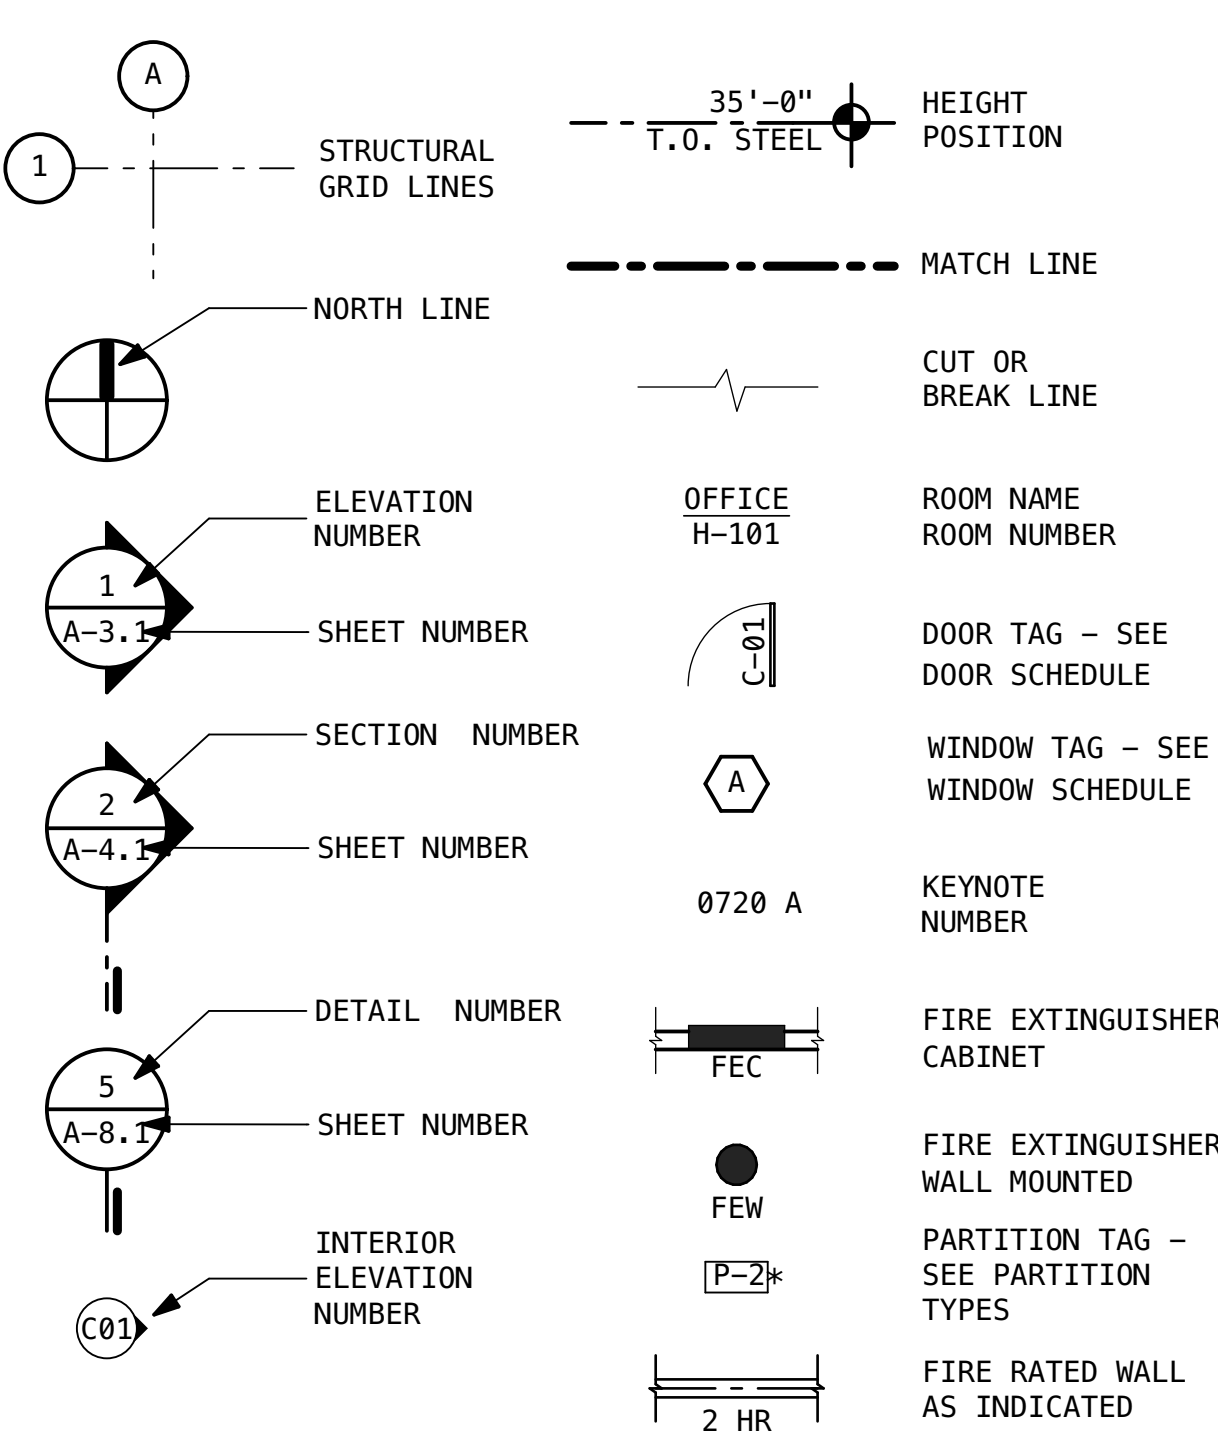 A
1
STRUCTURAL
GRID LINES
NORTH LINE
ELEVATION
NUMBER
1
A-3.1
SHEET NUMBER
SECTION NUMBER
2
A-4.1
SHEET NUMBER
DETAIL NUMBER
5
A-8.1
SHEET NUMBER
INTERIOR
ELEVATION
NUMBER
C01
35'-0"
T.O. STEEL
HEIGHT
POSITION
MATCH LINE
CUT OR
BREAK LINE
OFFICE
H-101
ROOM NAME
ROOM NUMBER
C-01
DOOR TAG - SEE
DOOR SCHEDULE
A
WINDOW TAG - SEE
WINDOW SCHEDULE
0720 A
KEYNOTE
NUMBER
FEC
FIRE EXTINGUISHER
CABINET
FEW
FIRE EXTINGUISHER
WALL MOUNTED
P-2*
PARTITION TAG -
SEE PARTITION
TYPES
2 HR
FIRE RATED WALL
AS INDICATED